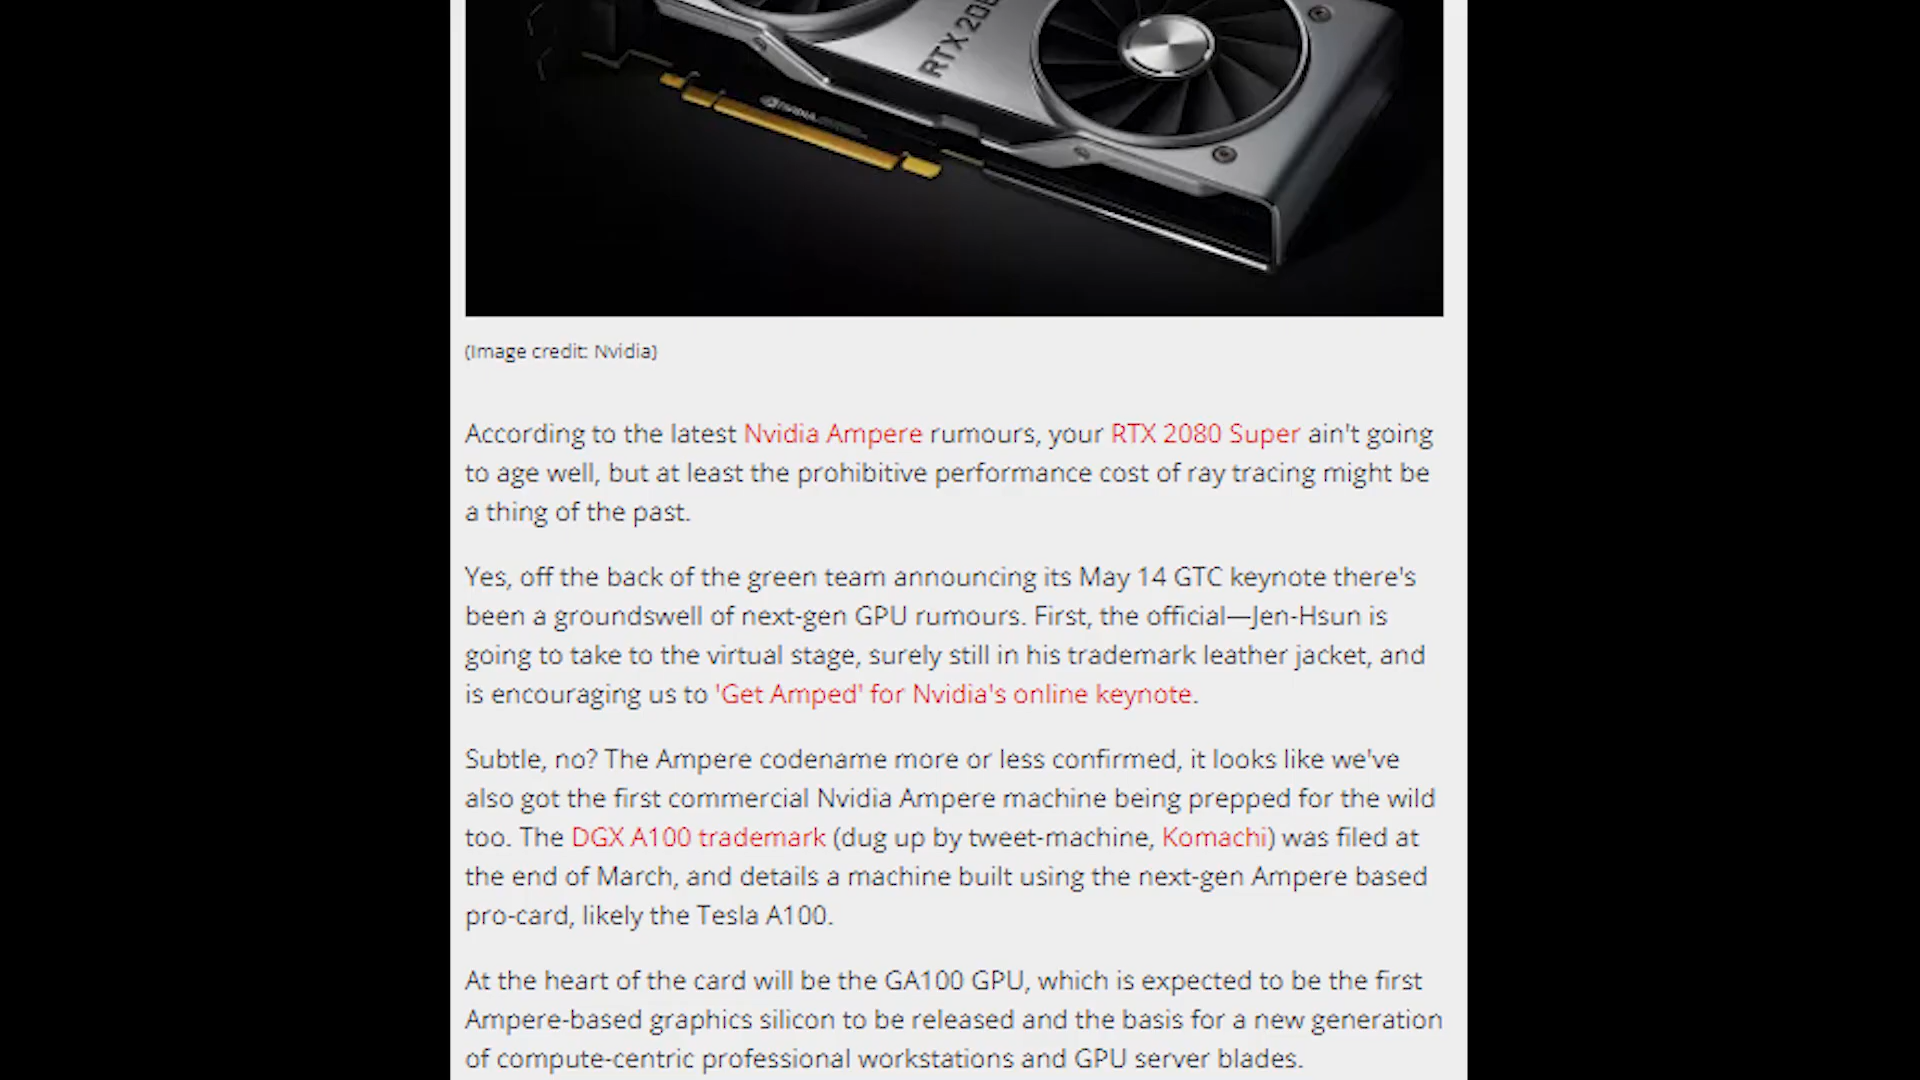 RTX 208
NVIDIA
(Image credit: Nvidia)
According to the latest Nvidia Ampere rumours, your RTX 2080 Super ain't going
to age well, but at least the prohibitive performance cost of ray tracing might be
a thing of the past.
Yes, off the back of the green team announcing its May 14 GTC keynote there's
been a groundswell of next-gen GPU rumours. First, the official—Jen-Hsun is
going to take to the virtual stage, surely still in his trademark leather jacket, and
is encouraging us to 'Get Amped' for Nvidia's online keynote.
Subtle, no? The Ampere codename more or less confirmed, it looks like we've
also got the first commercial Nvidia Ampere machine being prepped for the wild
too. The DGX A100 trademark (dug up by tweet-machine, Komachi) was filed at
the end of March, and details a machine built using the next-gen Ampere based
pro-card, likely the Tesla A100.
At the heart of the card will be the GA100 GPU, which is expected to be the first
Ampere-based graphics silicon to be released and the basis for a new generation
of compute-centric professional workstations and GPU server blades.